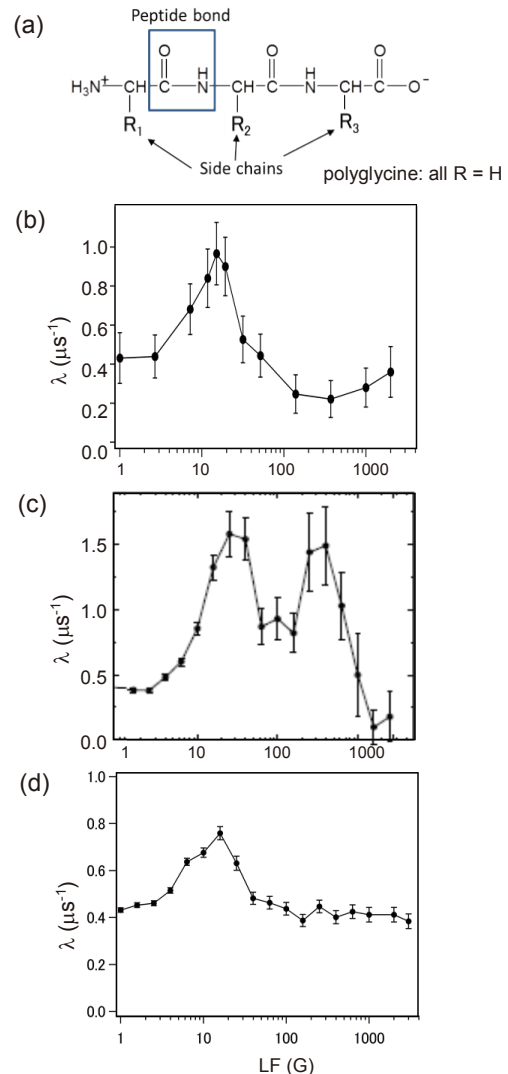 (a)
Peptide bond
O O O
H
H
H₃N⁺ CH C N CH C N CH C O⁻
R₁ R₂ R₃
Side chains
polyglycine: all R = H
(b)
1.0
0.8
0.6
0.4
0.2
0.0
λ (μs⁻¹)
1 10 100 1000
(c)
1.5
1.0
0.5
0.0
λ (μs⁻¹)
1 10 100 1000
(d)
1.0
0.8
0.6
0.4
0.2
0.0
λ (μs⁻¹)
1 10 100 1000
LF (G)